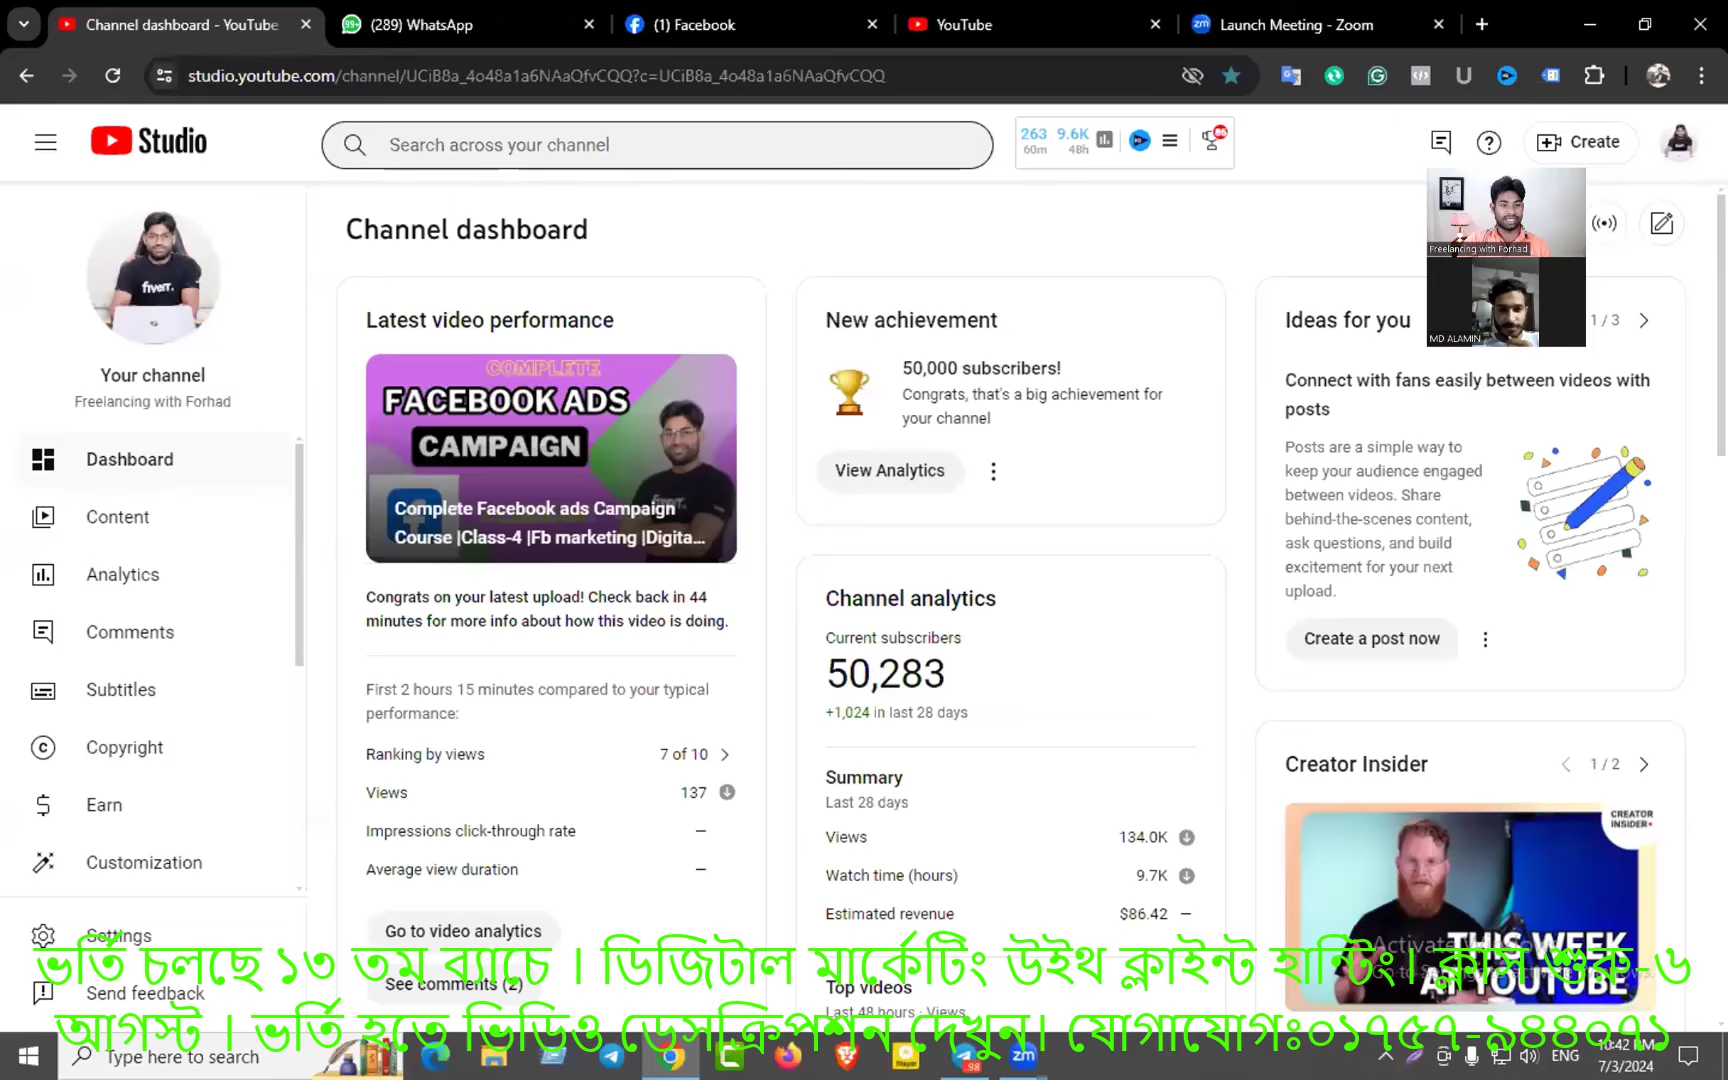 Channel dashboard - YouTube
(289) WhatsApp
(1) Facebook
YouTube
Launch Meeting - Zoom
studio.youtube.com/channel/UCiB8a_4o48a1a6NAaQfvCQQ?c=UCiB8a_4o48a1a6NAaQfvCQQ
Studio
Search across your channel
263 9.6K
60m 48h
Create
Freelancing with Forhad
MD ALAMIN
fiverr.
Your channel
Freelancing with Forhad
Dashboard
Content
Analytics
Comments
Subtitles
Copyright
Earn
Customization
Settings
Send feedback
Channel dashboard
Latest video performance
COMPLETE
FACEBOOK ADS
CAMPAIGN
Complete Facebook ads Campaign
Course |Class-4 |Fb marketing |Digita...
Congrats on your latest upload! Check back in 44
minutes for more info about how this video is doing.
First 2 hours 15 minutes compared to your typical
performance:
Ranking by views 7 of 10
Views 137
Impressions click-through rate —
Average view duration —
Go to video analytics
See comments (2)
New achievement
50,000 subscribers!
Congrats, that's a big achievement for
your channel
View Analytics
Channel analytics
Current subscribers
50,283
+1,024 in last 28 days
Summary
Last 28 days
Views 134.0K
Watch time (hours) 9.7K
Estimated revenue $86.42 —
Top videos
Last 48 hours · Views
Ideas for you
1 / 3
Connect with fans easily between videos with
posts
Posts are a simple way to
keep your audience engaged
between videos. Share
behind-the-scenes content,
ask questions, and build
excitement for your next
upload.
Create a post now
Creator Insider
1 / 2
CREATOR
INSIDER
THIS WEEK
AT YOUTUBE
Activate
ভর্তি চলছে ১৩ তম ব্যাচে । ডিজিটাল মার্কেটিং উইথ ক্লাইন্ট হান্টিং। ক্লাস শুরু-৬
আগস্ট । ভর্তি হতে ভিডিও ডেসক্রিপশন দেখুন। যোগাযোগঃ০১৭৫৭-৯৪৪০৭১
Type here to search
ENG
10:42 PM
7/3/2024